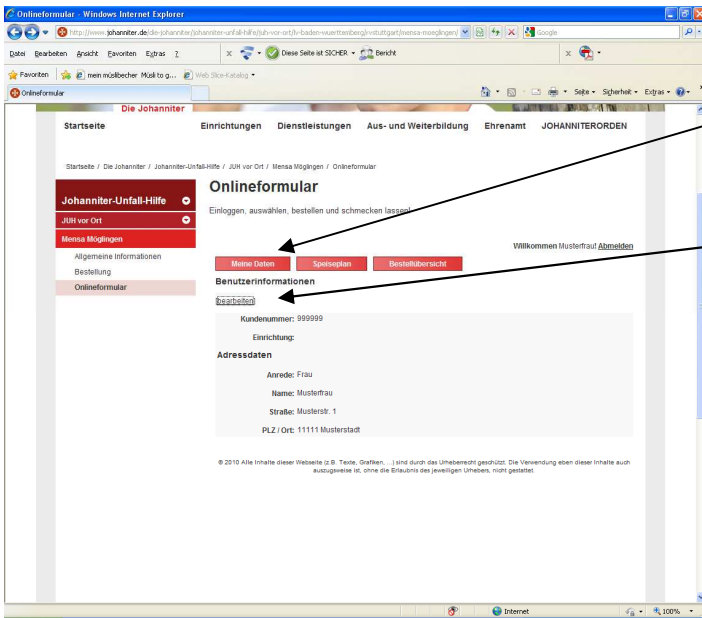 Onlineformular - Windows Internet Explorer
http://www.johanniter.de/die-johanniter/johanniter-unfall-hilfe/juh-vor-ort/lv-baden-wuerttemberg/rvstuttgart/mensa-moeglingen/
Google
Datei Bearbeiten Ansicht Favoriten Extras ?
x Diese Seite ist SICHER Bericht x
Favoriten mein müslibecher Müsli to g... Web Slice-Katalog
Onlineformular Seite Sicherheit Extras
Die Johanniter
Startseite Einrichtungen Dienstleistungen Aus- und Weiterbildung Ehrenamt JOHANNITERORDEN
Startseite / Die Johanniter / Johanniter-Unfall-Hilfe / JUH vor Ort / Mensa Möglingen / Onlineformular
Onlineformular
Einloggen, auswählen, bestellen und schmecken lassen!
Johanniter-Unfall-Hilfe
JUH vor Ort
Mensa Möglingen
Allgemeine Informationen
Bestellung
Onlineformular
Willkommen Musterfrau! Abmelden
Meine Daten Speiseplan Bestellübersicht
Benutzerinformationen
[bearbeiten]
Kundenummer: 999999
Einrichtung:
Adressdaten
Anrede: Frau
Name: Musterfrau
Straße: Musterstr. 1
PLZ / Ort: 11111 Musterstadt
© 2010 Alle Inhalte dieser Webseite (z.B. Texte, Grafiken, ...) sind durch das Urheberrecht geschützt. Die Verwendung eben dieser Inhalte auch
auszugsweise ist, ohne die Erlaubnis des jeweiligen Urhebers, nicht gestattet.
Internet 100%